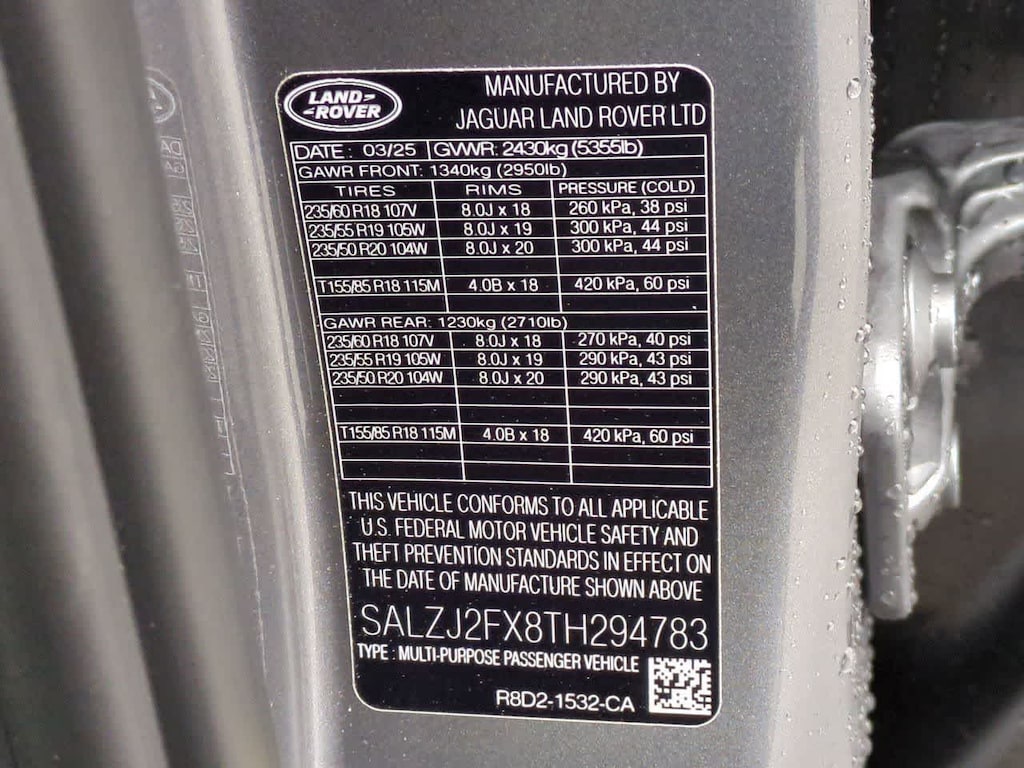 LAND-
-ROVER
MANUFACTURED BY
JAGUAR LAND ROVER LTD
DATE : 03/25 GVWR: 2430kg (5355lb)
GAWR FRONT: 1340kg (2950lb)
TIRES RIMS PRESSURE (COLD)
235/60 R18 107V 8.0J x 18 260 kPa, 38 psi
235/55 R19 105W 8.0J x 19 300 kPa, 44 psi
235/50 R20 104W 8.0J x 20 300 kPa, 44 psi
T155/85 R18 115M 4.0B x 18 420 kPa, 60 psi
GAWR REAR: 1230kg (2710lb)
235/60 R18 107V 8.0J x 18 270 kPa, 40 psi
235/55 R19 105W 8.0J x 19 290 kPa, 43 psi
235/50 R20 104W 8.0J x 20 290 kPa, 43 psi
T155/85 R18 115M 4.0B x 18 420 kPa, 60 psi
THIS VEHICLE CONFORMS TO ALL APPLICABLE
U.S. FEDERAL MOTOR VEHICLE SAFETY AND
THEFT PREVENTION STANDARDS IN EFFECT ON
THE DATE OF MANUFACTURE SHOWN ABOVE
SALZJ2FX8TH294783
TYPE : MULTI-PURPOSE PASSENGER VEHICLE
R8D2-1532-CA